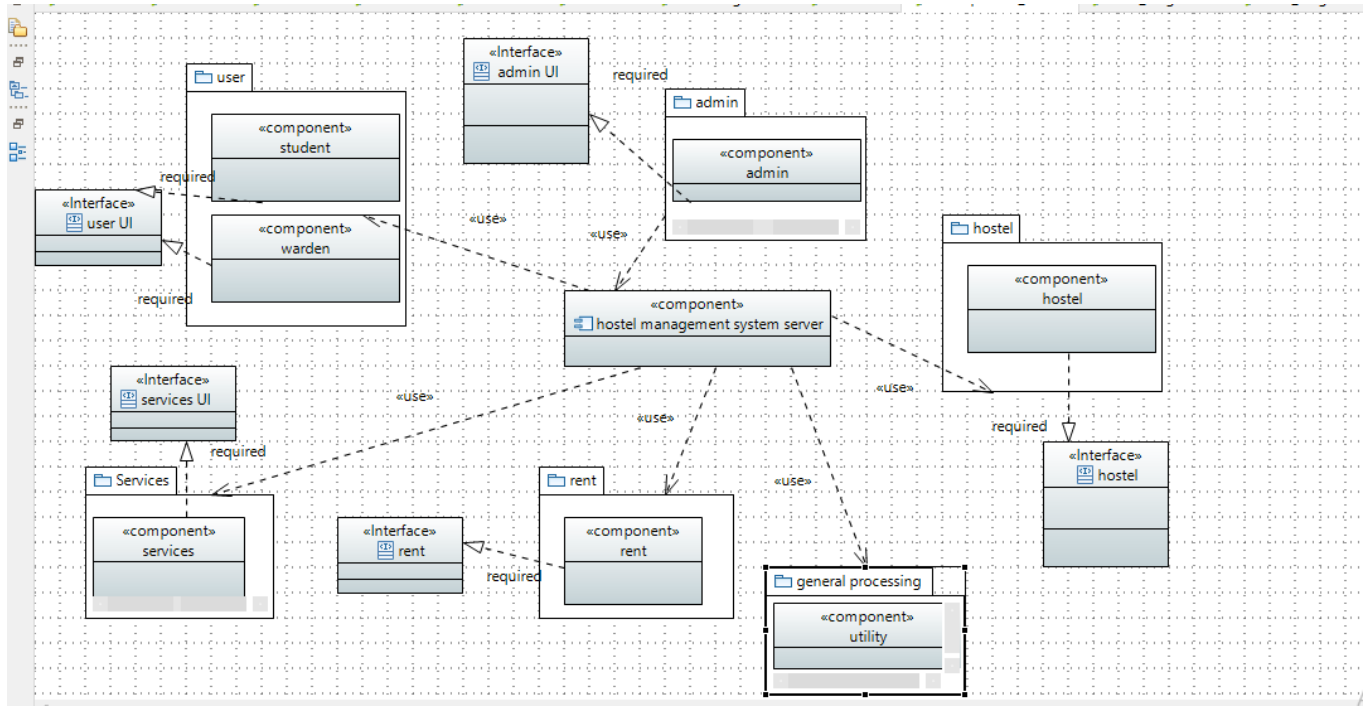 «Interface»
admin UI
required
user
admin
«component»
student
«component»
admin
required
«Interface»
user UI
«use»
«component»
warden
«use»
hostel
«component»
hostel
required
«component»
hostel management system server
«Interface»
services UI
«use»
«use»
«use»
required
required
«Interface»
hostel
Services
rent
«use»
«component»
services
«Interface»
rent
«component»
rent
required
general processing
«component»
utility